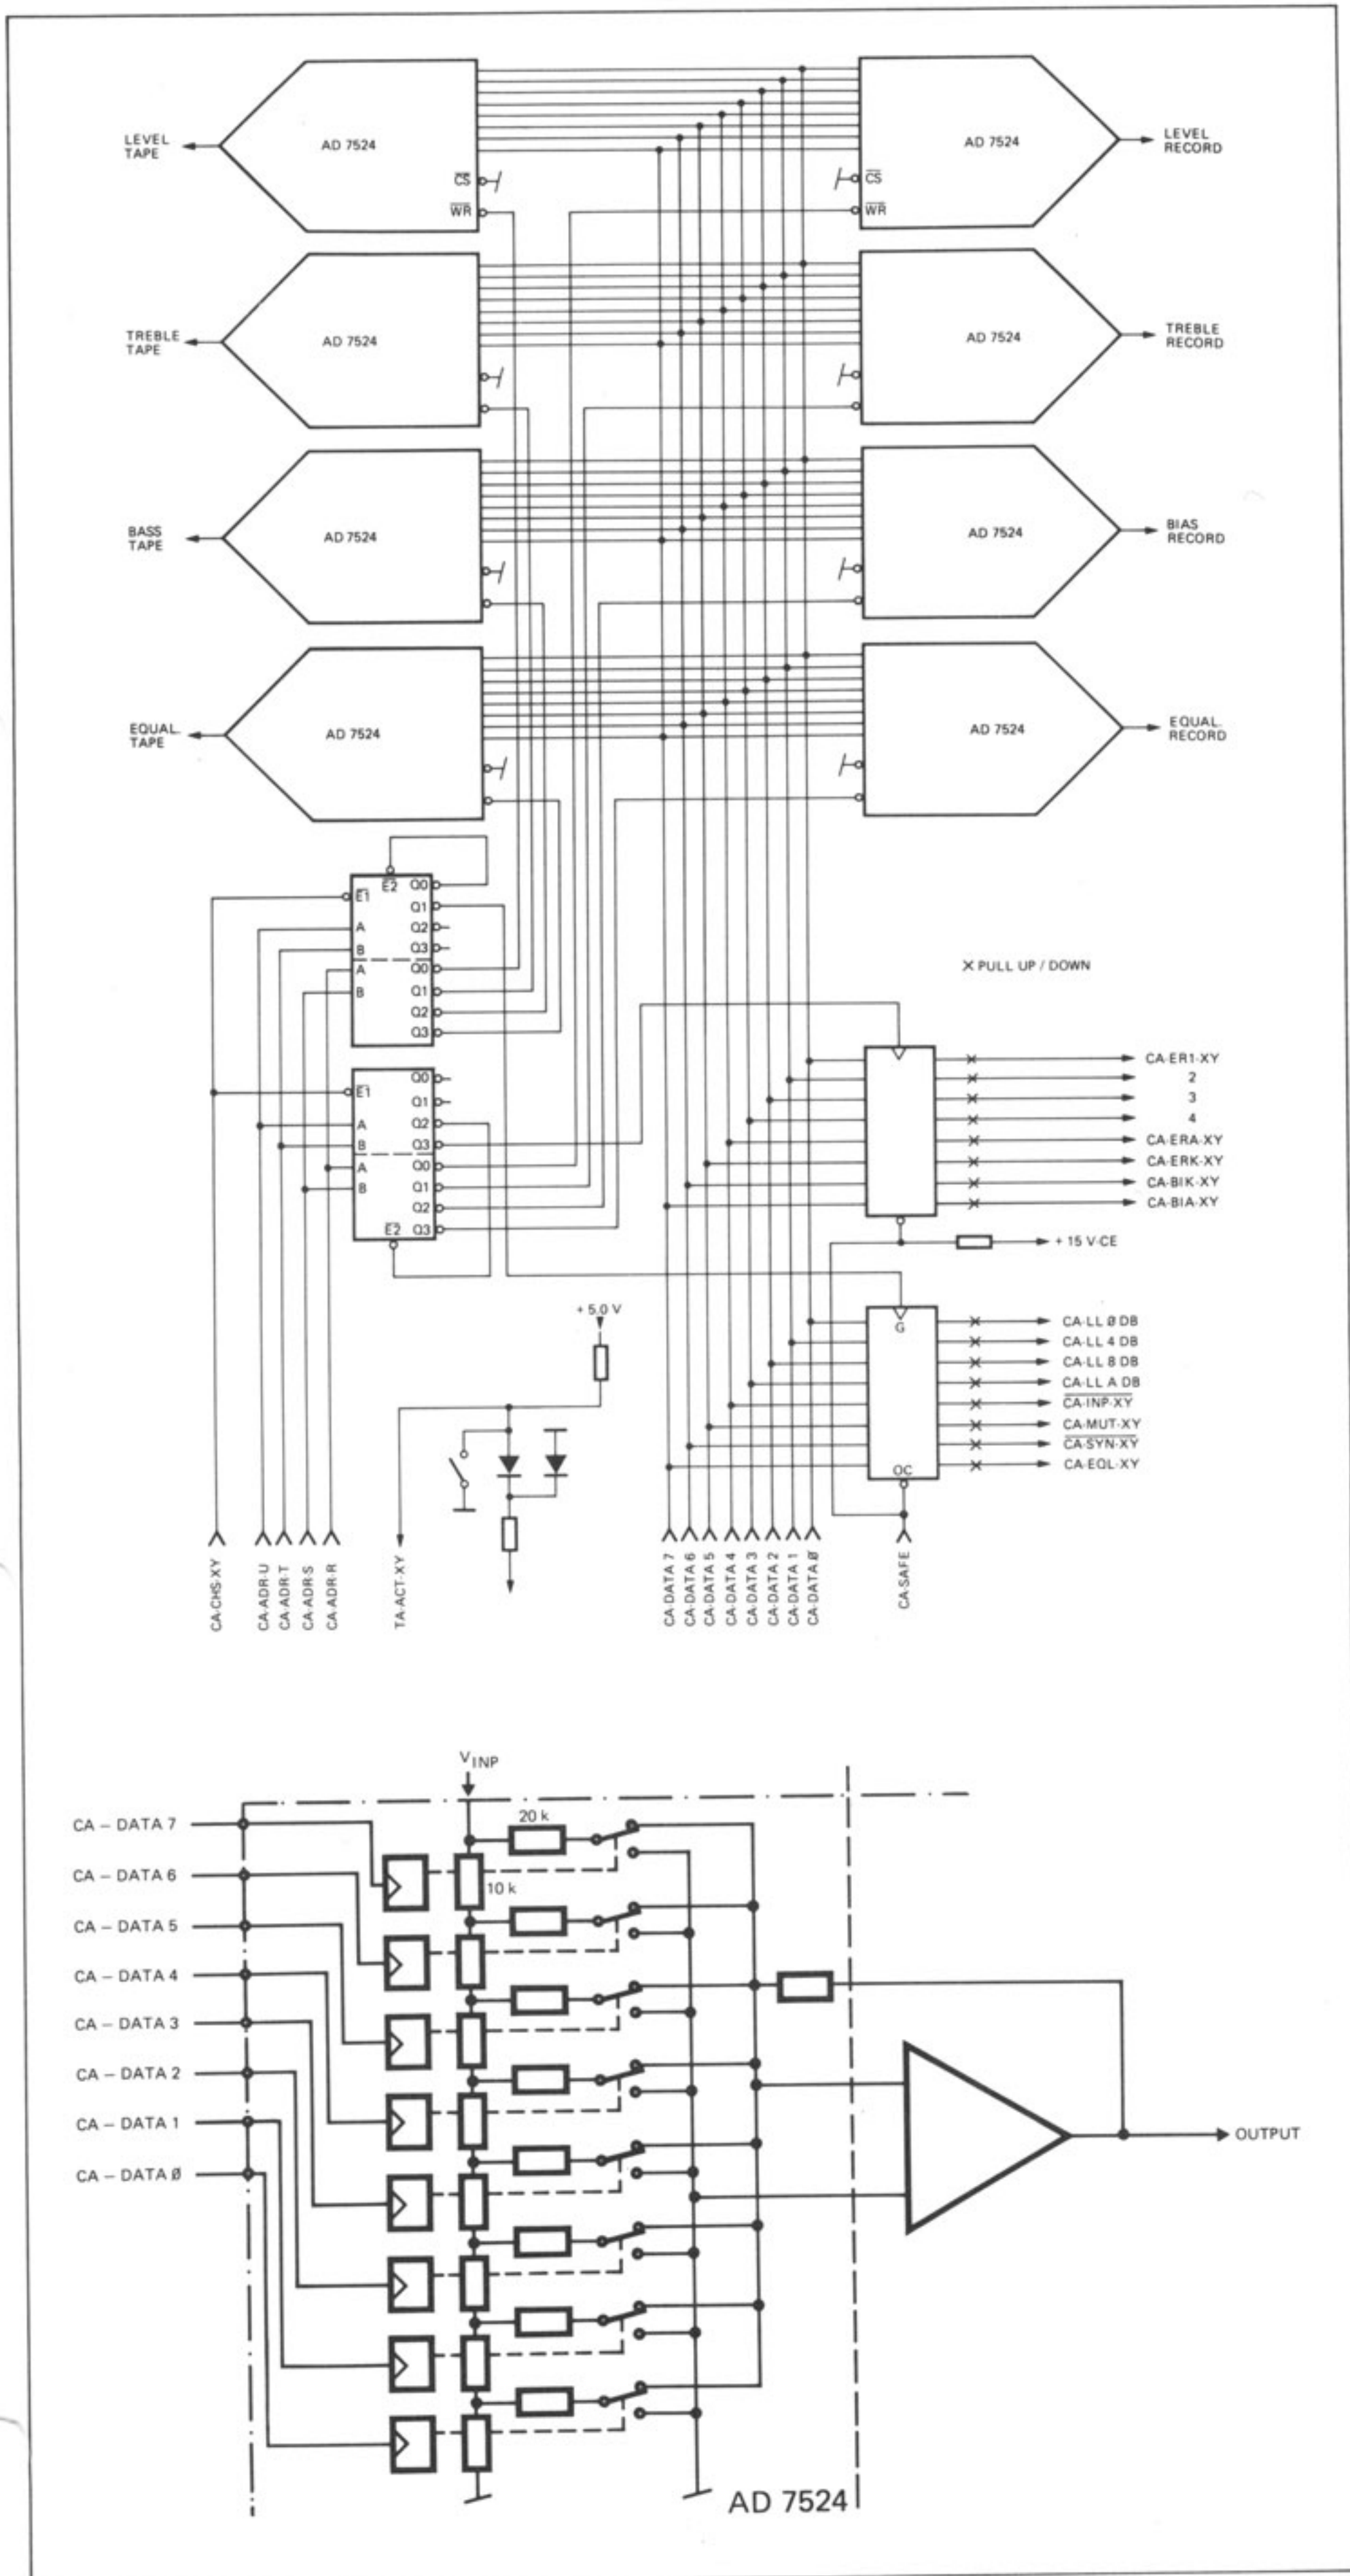 LEVEL
TAPE
AD 7524
CS
WR
AD 7524
CS
WR
LEVEL
RECORD
TREBLE
TAPE
AD 7524
AD 7524
TREBLE
RECORD
BASS
TAPE
AD 7524
AD 7524
BIAS
RECORD
EQUAL.
TAPE
AD 7524
AD 7524
EQUAL.
RECORD
E2 Q0
E1
Q1
A Q2
B Q3
A Q0
B Q1
Q2
Q3
X PULL UP / DOWN
Q0
E1
Q1
A Q2
B Q3
A Q0
B Q1
Q2
E2 Q3
CA-ER1-XY
2
3
4
CA-ERA-XY
CA-ERK-XY
CA-BIK-XY
CA-BIA-XY
+ 15 V-CE
+ 5.0 V
G
OC
CA-LL Ø DB
CA-LL 4 DB
CA-LL 8 DB
CA-LL A DB
CA-INP-XY
CA-MUT-XY
CA-SYN-XY
CA-EQL-XY
CA-CHS-XY
CA-ADR-U
CA-ADR-T
CA-ADR-S
CA-ADR-R
TA-ACT-XY
CA-DATA 7
CA-DATA 6
CA-DATA 5
CA-DATA 4
CA-DATA 3
CA-DATA 2
CA-DATA 1
CA-DATA Ø
CA-SAFE
VINP
CA – DATA 7
20 k
CA – DATA 6
10 k
CA – DATA 5
CA – DATA 4
CA – DATA 3
CA – DATA 2
CA – DATA 1
CA – DATA Ø
OUTPUT
AD 7524